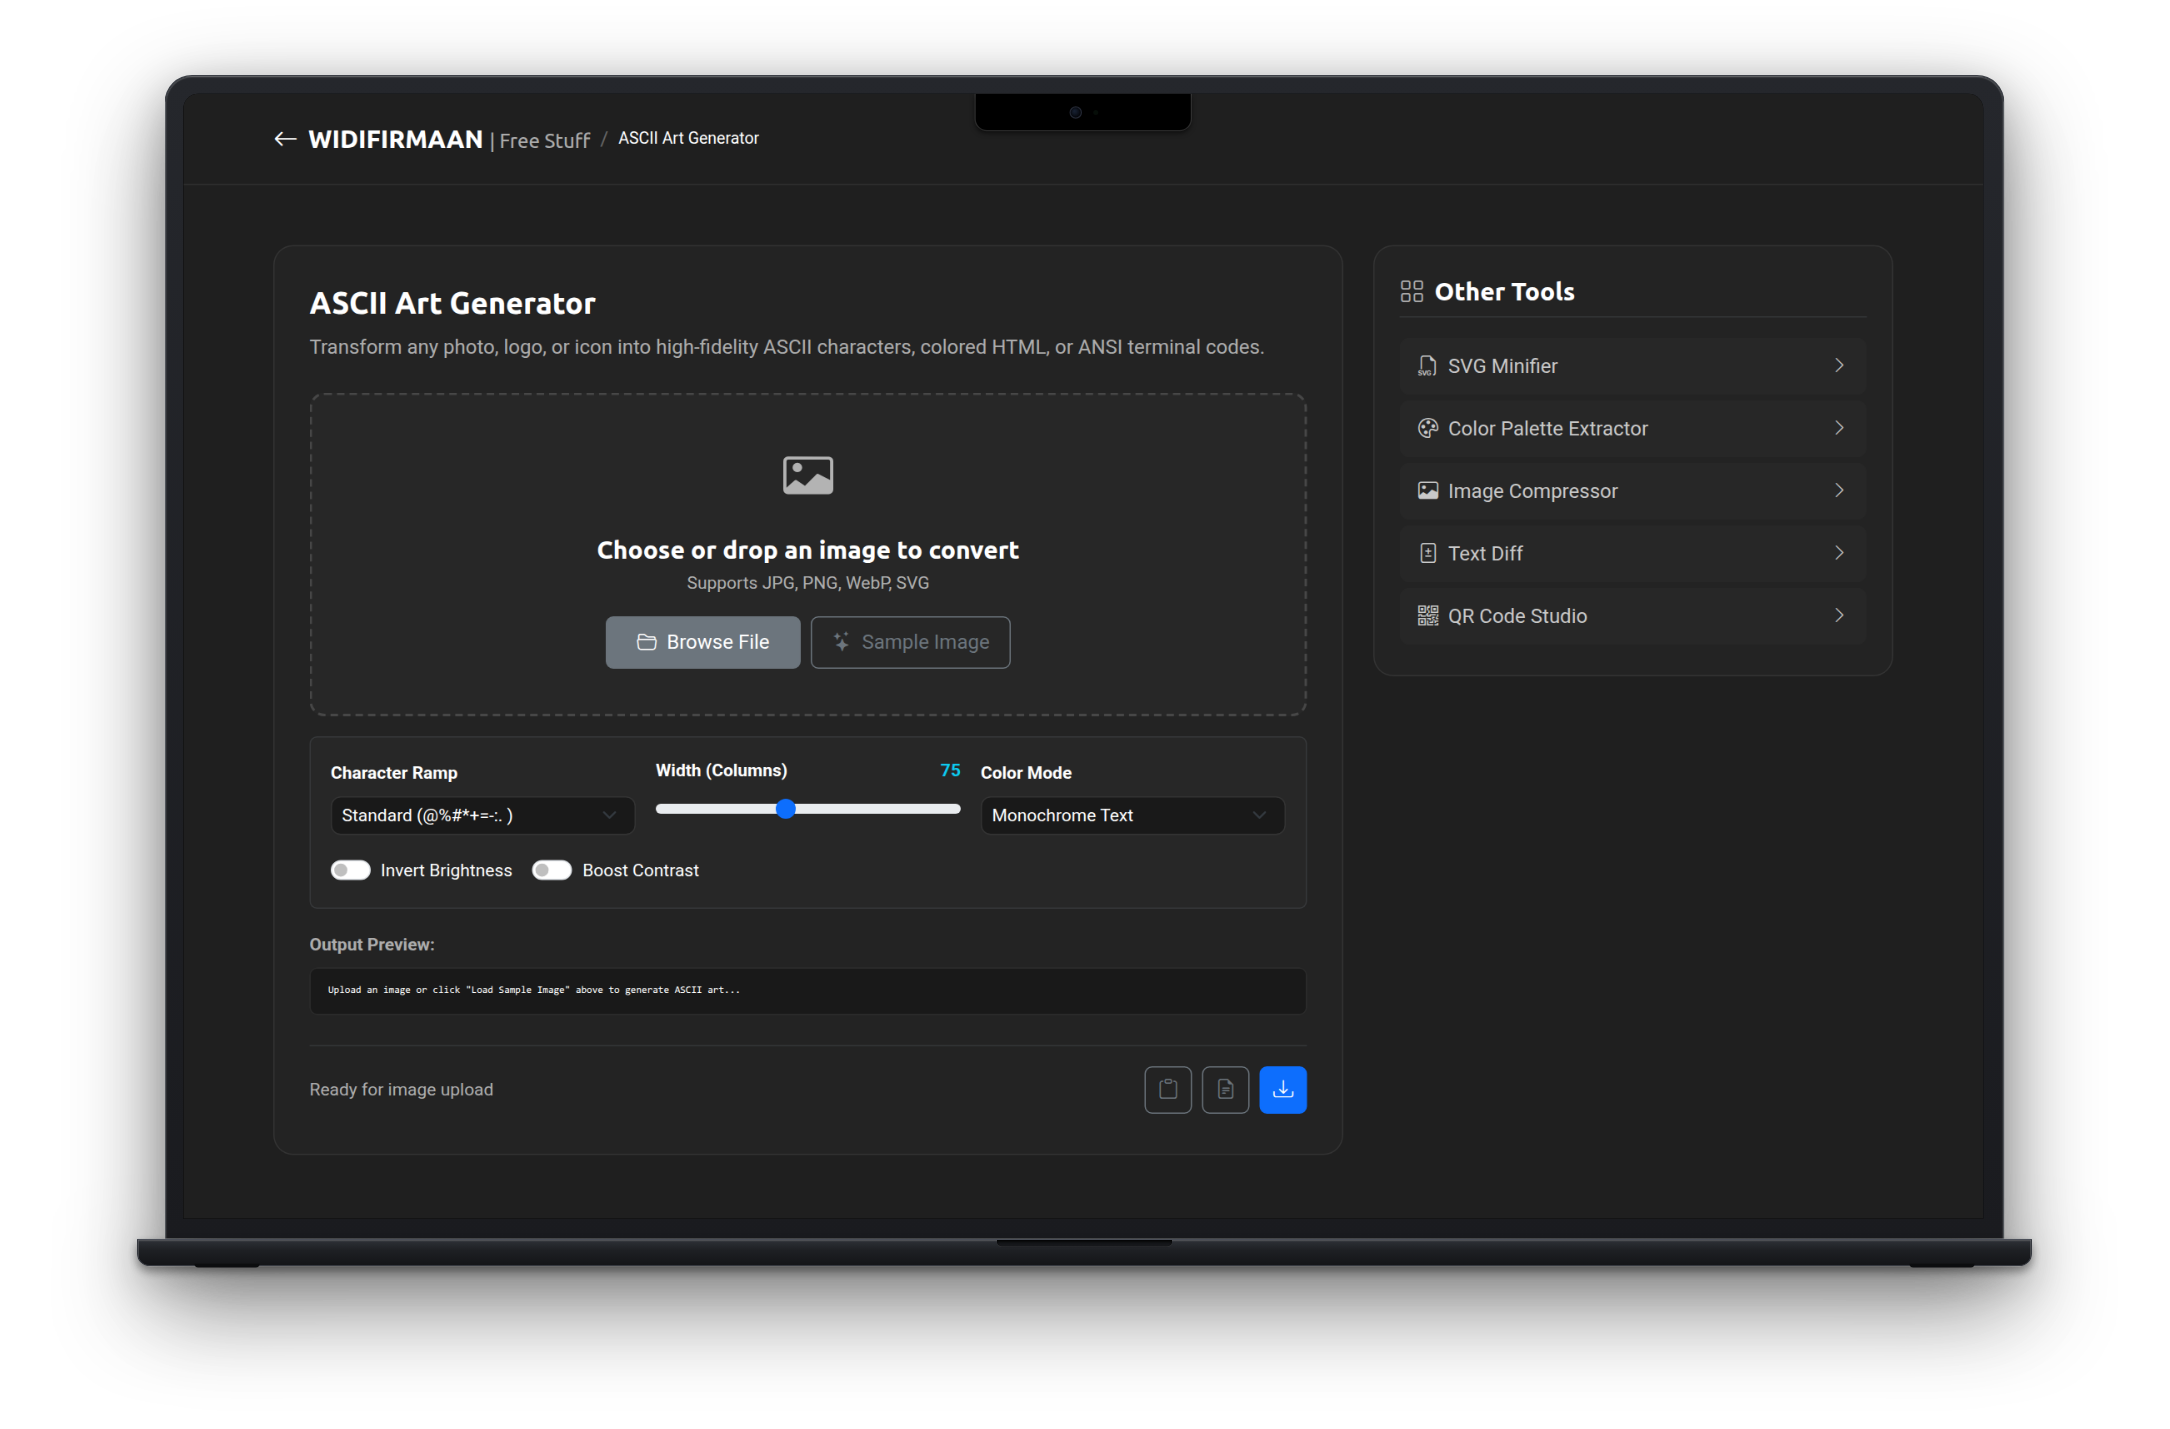 WIDIFIRMAAN | Free Stuff / ASCII Art Generator
ASCII Art Generator
Transform any photo, logo, or icon into high-fidelity ASCII characters, colored HTML, or ANSI terminal codes.
Choose or drop an image to convert
Supports JPG, PNG, WebP, SVG
Browse File
Sample Image
Character Ramp
Standard (@%#*+=-:. )
Width (Columns) 75
Color Mode
Monochrome Text
Invert Brightness
Boost Contrast
Output Preview:
Upload an image or click "Load Sample Image" above to generate ASCII art...
Ready for image upload
Other Tools
SVG Minifier
Color Palette Extractor
Image Compressor
Text Diff
QR Code Studio